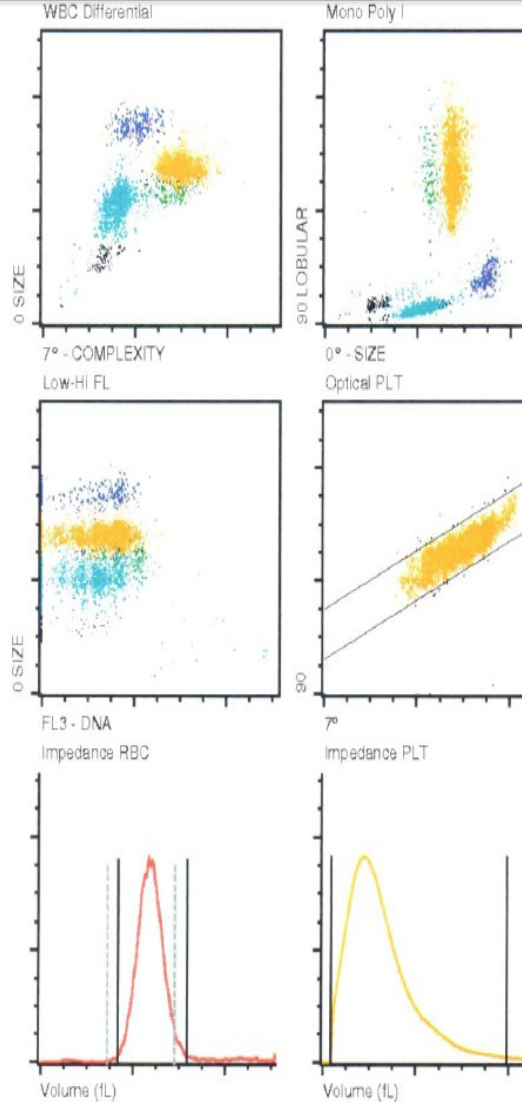 WBC Differential
Mono Poly I
0 SIZE
90 LOBULAR
7° - COMPLEXITY
0° - SIZE
Low-Hi FL
Optical PLT
0 SIZE
90
FL3 - DNA
7°
Impedance RBC
Impedance PLT
Volume (fL)
Volume (fL)